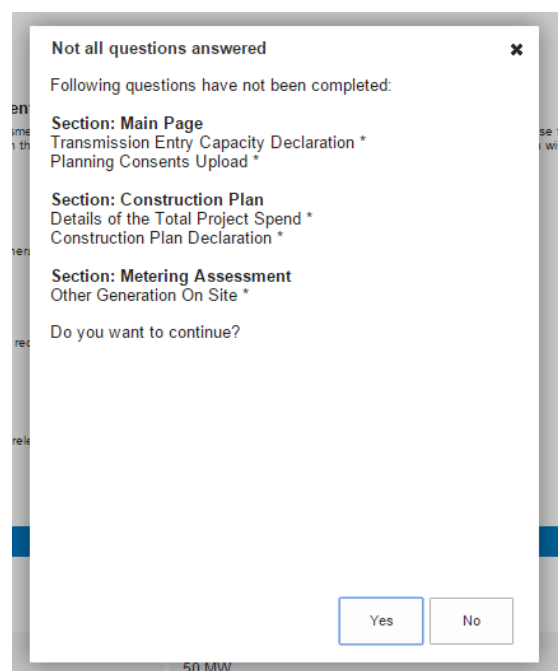 Not all questions answered
Following questions have not been completed:
Section: Main Page
Transmission Entry Capacity Declaration *
Planning Consents Upload *
Section: Construction Plan
Details of the Total Project Spend *
Construction Plan Declaration *
Section: Metering Assessment
Other Generation On Site *
Do you want to continue?
Yes
No
50 MW